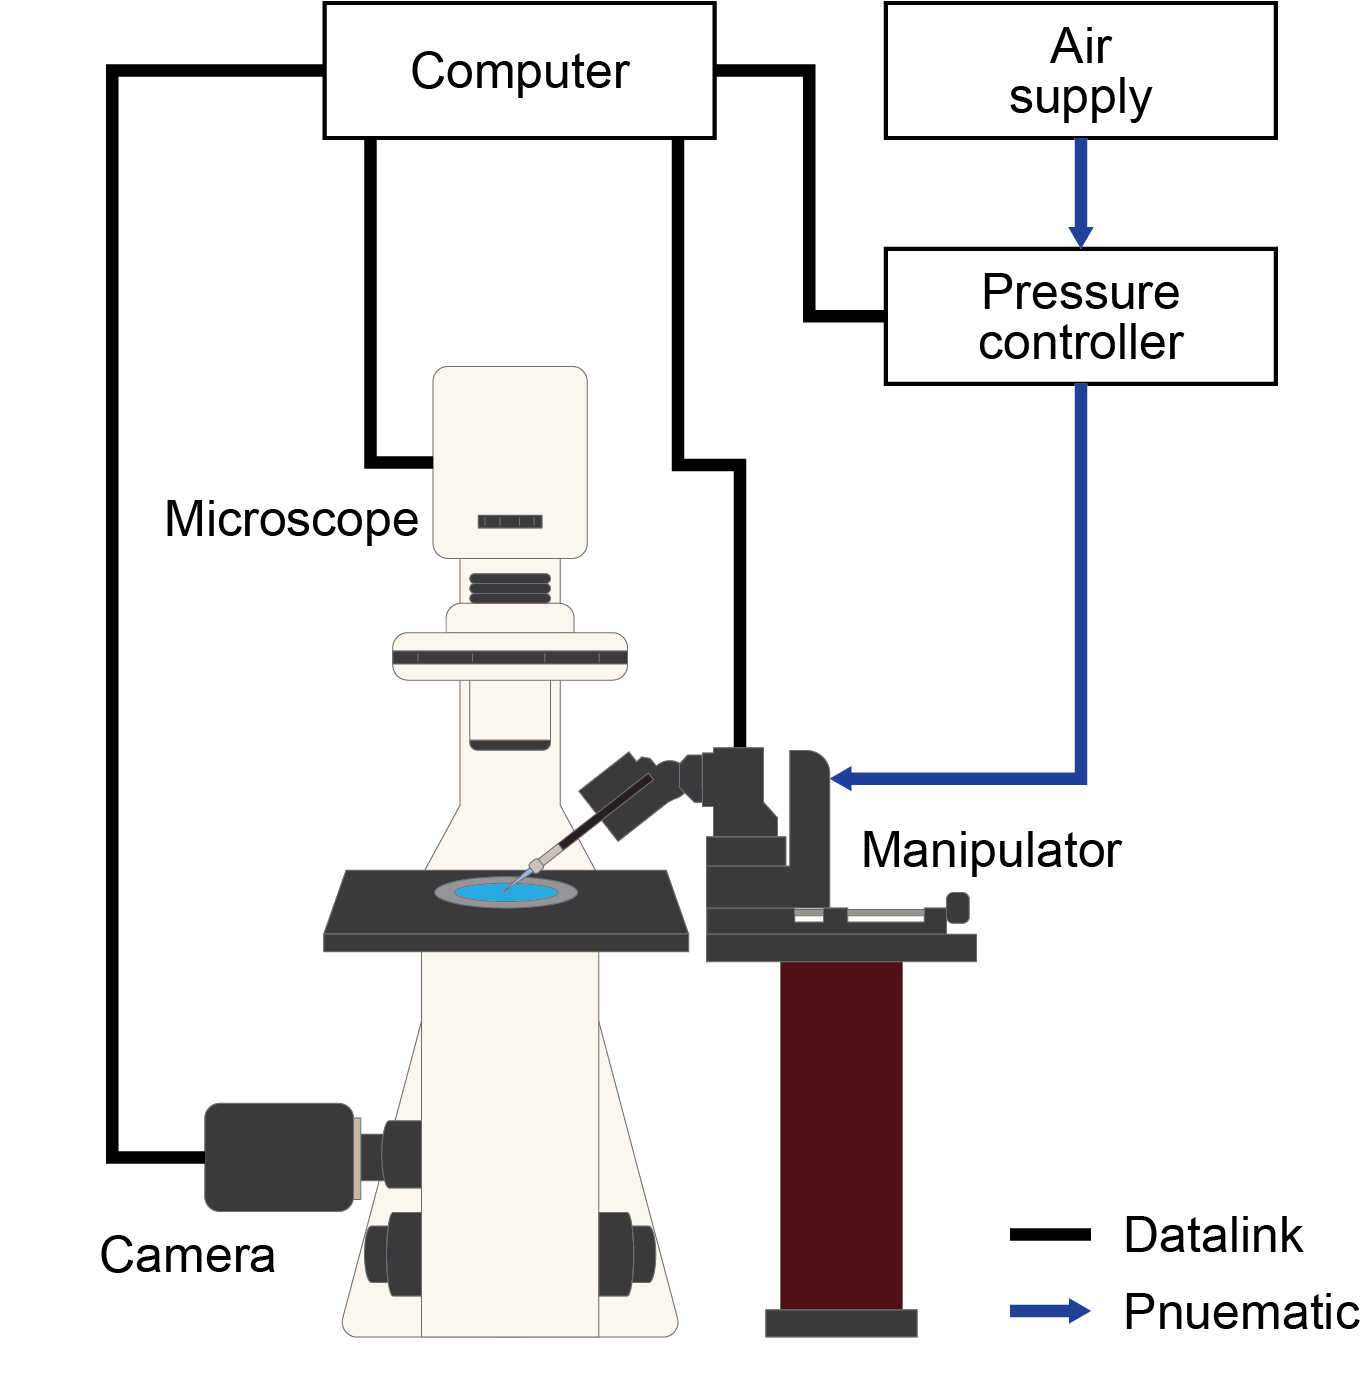 Computer
Air
supply
Pressure
controller
Microscope
Manipulator
Camera
Datalink
Pnuematic